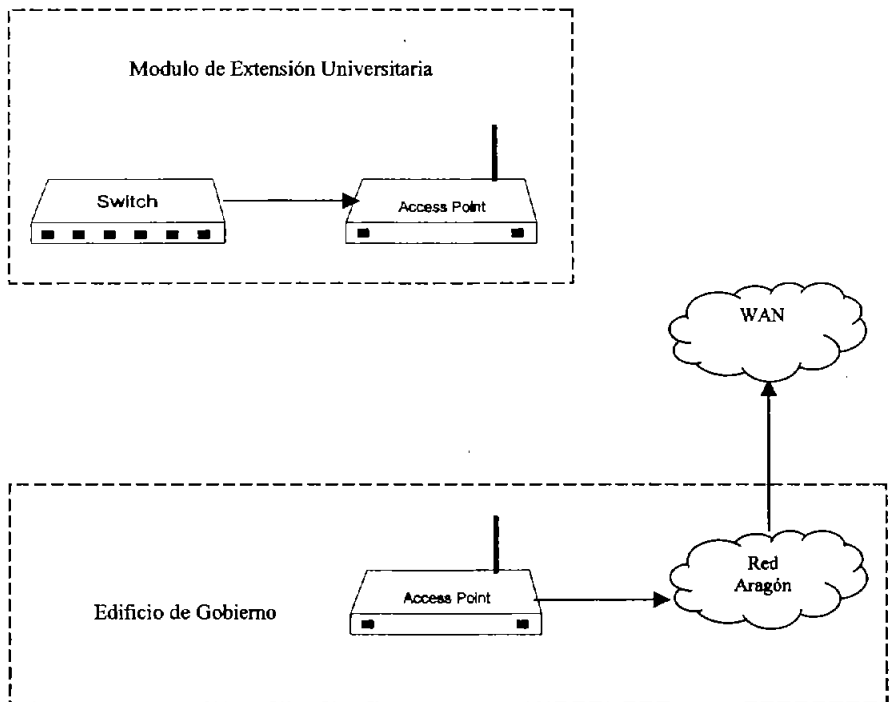 Modulo de Extensión Universitaria
Switch
Access Point
WAN
Edificio de Gobierno
Access Point
Red
Aragón